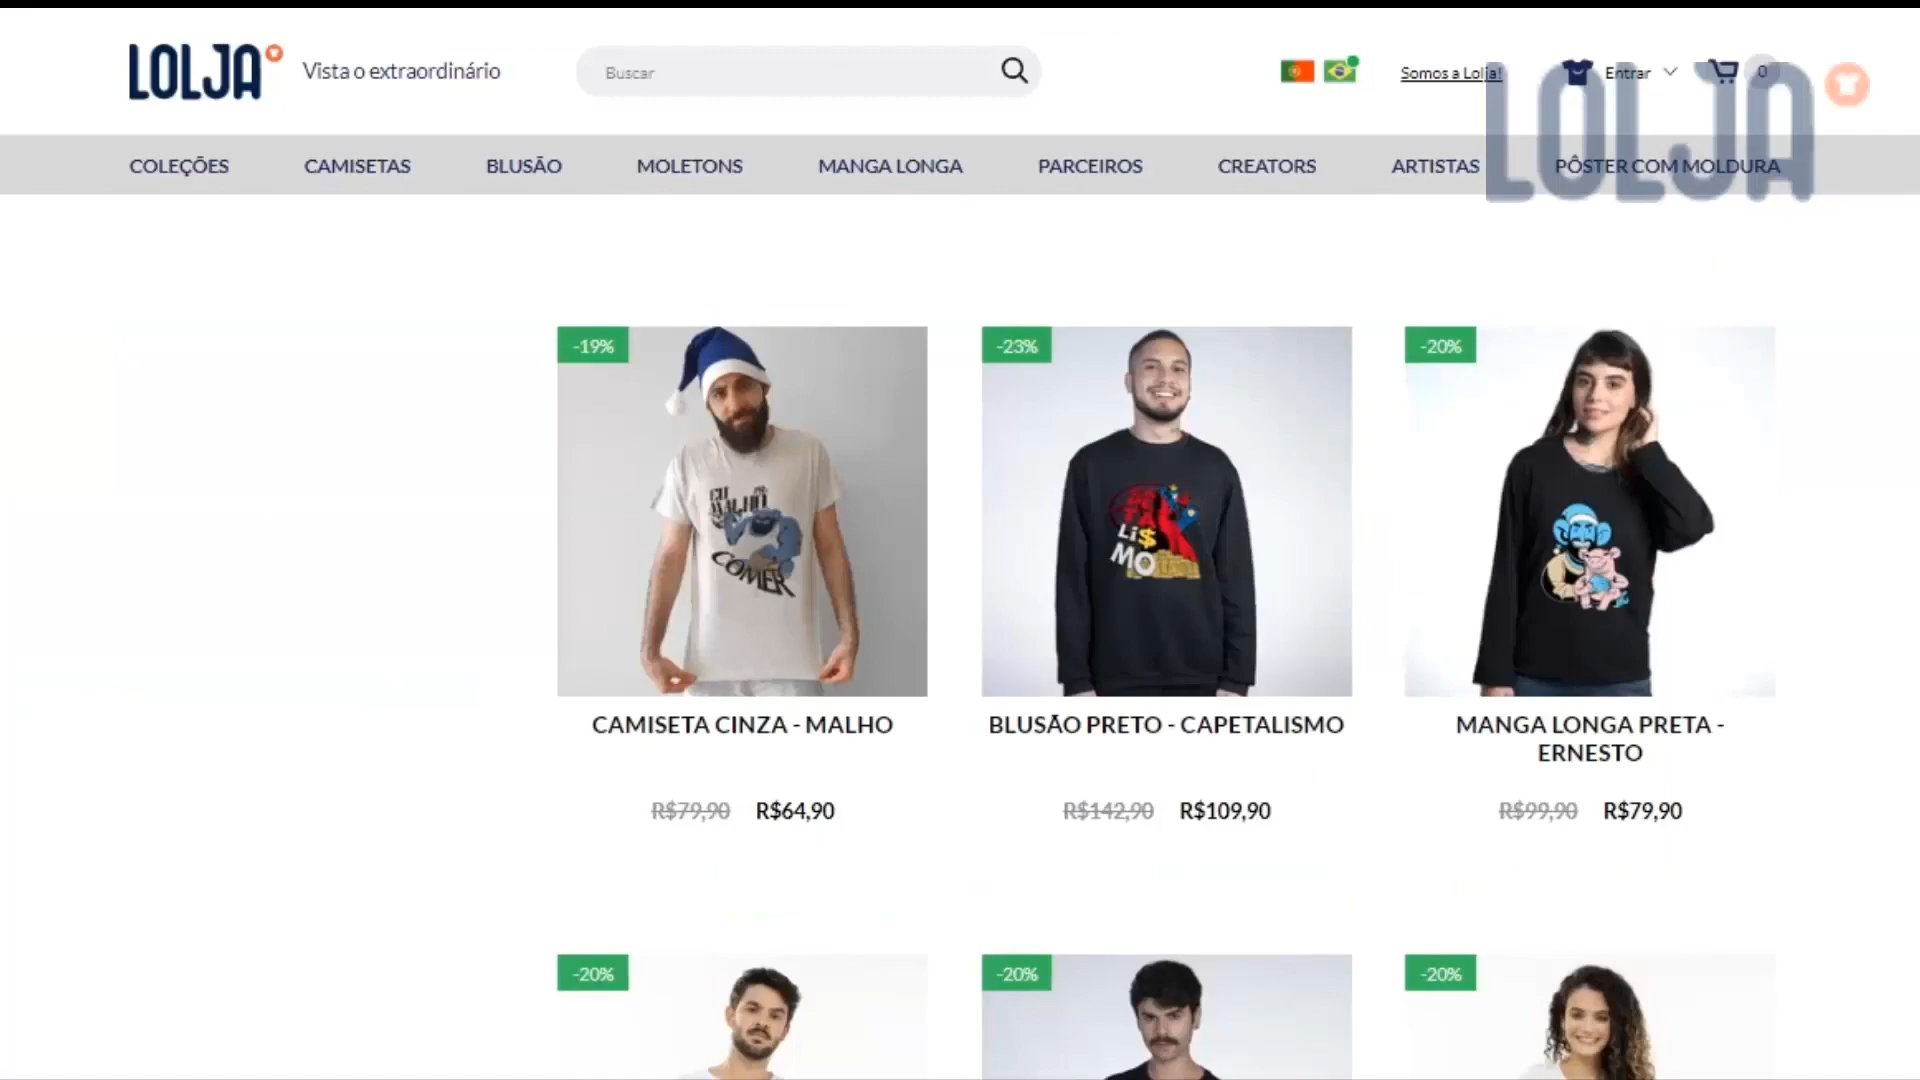 LOLJA
Vista o extraordinário
Buscar
Somos a Lolja!
Entrar
0
LOLJA
COLEÇÕES
CAMISETAS
BLUSÃO
MOLETONS
MANGA LONGA
PARCEIROS
CREATORS
ARTISTAS
PÔSTER COM MOLDURA
-19%
-23%
-20%
COMER
LI$
MO
CAMISETA CINZA - MALHO
BLUSÃO PRETO - CAPETALISMO
MANGA LONGA PRETA -
ERNESTO
R$79,90 R$64,90
R$142,90 R$109,90
R$99,90 R$79,90
-20%
-20%
-20%